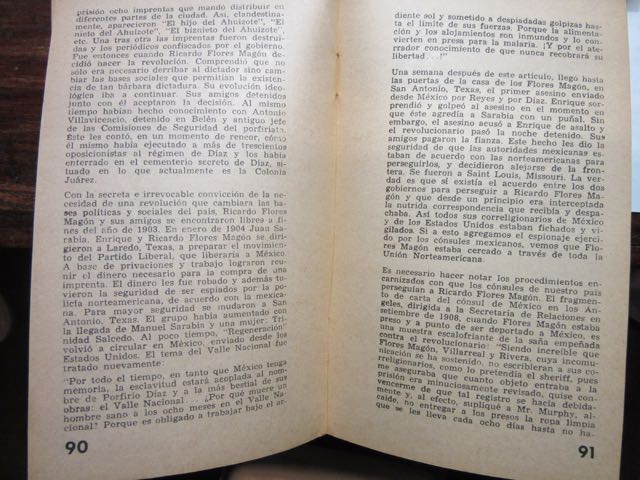 prisión ocho imprentas que mandó distribuir en
diferentes partes de la ciudad. Así, clandestina-
mente, aparecieron "El hijo del Ahuizote", "El
nieto del Ahuizote", "El biznieto del Ahuizote",
etc. Una tras otra las imprentas fueron destruí-
das y los periódicos confiscados por el gobierno.
Fue entonces cuando Ricardo Flores Magón de-
cidió hacer la revolución. Comprendió que no
sólo era necesario derribar al dictador sino cam-
biar las bases sociales que permitían la existen-
cia de tan bárbara dictadura. Su evolución ideo-
lógica iba a continuar. Sus amigos detenidos
junto con él aceptaron la decisión. Al mismo
tiempo habían hecho conocimiento con Antonio
Villavicencio, detenido en Belén y antiguo jefe
de las Comisiones de Seguridad del porfiriato.
Éste les contó, en un momento de rencor, cómo
él mismo había ejecutado a más de trescientos
oposicionistas al régimen de Díaz y los había
enterrado en el cementerio secreto de Díaz, si-
tuado en lo que actualmente es la Colonia
Juárez.
Con la secreta e irrevocable convicción de la ne-
cesidad de una revolución que cambiara las ba-
ses políticas y sociales del país, Ricardo Flores
Magón y sus amigos se encontraron libres a fi-
nes del año de 1903. En enero de 1904 Juan Sa-
rabia, Enrique y Ricardo Flores Magón se diri-
gieron a Laredo, Texas, a preparar el movimien-
to del Partido Liberal, que liberaría a México.
A base de privaciones y trabajo lograron reu-
nir el dinero necesario para la compra de una
imprenta. El dinero les fue robado y además tu-
vieron la seguridad de ser espiados por la po-
licía norteamericana, de acuerdo con la mexica-
na. Para mayor seguridad se mudaron a San
Antonio, Texas. El grupo había aumentado con
la llegada de Manuel Sarabia y una mujer: Tri-
nidad Salcedo. Al poco tiempo, "Regeneración"
volvió a circular en México, enviado desde los
Estados Unidos. El tema del Valle Nacional fue
tratado nuevamente:
"Por todo el tiempo, en tanto que México tenga
memoria, la esclavitud estará acoplada al nom-
bre de Porfirio Díaz y a la más bestial de sus
obras: el Valle Nacional... ¿Por qué muere un
hombre sano a los ocho meses en el Valle Na-
cional? Porque es obligado a trabajar bajo el ar-
90
diente sol y sometido a despiadadas golpizas has-
ta el límite de sus fuerzas. Porque la alimenta-
ción y los alojamientos son inmundos y lo con-
vierten en presa para la malaria. ¡Y por el ate-
rrador conocimiento de que nunca recobrará su
libertad...!"
Una semana después de este artículo, llegó hasta
las puertas de la casa de los Flores Magón, en
San Antonio, Texas, el primer asesino enviado
desde México por Reyes y por Díaz. Enrique sor-
prendió y golpeó al asesino en el momento en
que éste agredía a Sarabia con un puñal. Sin
embargo, el asesino acusó a Enrique de asalto y
el revolucionario pasó la noche detenido. Sus
amigos pagaron la fianza. Este hecho les dio la
seguridad de que las autoridades mexicanas es-
taban de acuerdo con las norteamericanas para
perseguirlos, y decidieron alejarse de la fron-
tera. Se fueron a Saint Louis, Missouri. La ver-
dad es que sí existía el acuerdo entre los dos
gobiernos para perseguir a Ricardo Flores Ma-
gón y que desde un principio era interceptada
la nutrida correspondencia que recibía y despa-
chaba. Así todos sus correligionarios de México
y de los Estados Unidos estaban fichados y vi-
gilados. Si a esto agregamos el espionaje ejerci-
do por los cónsules mexicanos, vemos que Flo-
res Magón estaba cercado a través de toda la
Unión Norteamericana.
Es necesario hacer notar los procedimientos en-
carnizados con que los cónsules de nuestro país
perseguían a Ricardo Flores Magón. El fragmen-
to de carta del cónsul de México en Los Án-
geles, dirigida a la Secretaría de Relaciones en
setiembre de 1908, cuando Flores Magón estaba
preso y a punto de ser deportado a México, es
una muestra escalofriante de la saña empeñada
contra el revolucionario "Siendo increíble que
Flores Magón, Villarreal y Rivera, cuya incomu-
nicación se ha sostenido, no escribieran a sus co-
rreligionarios, como lo pretendía el sheriff, pues
me aseguraba que cuanto objeto entraba a la
prisión era minuciosamente revisado, quise con-
vencerme de que tal registro se hacía debida-
mente y, al efecto, supliqué a Mr. Murphy, al-
caide, no entregar a los presos la ropa limpia
que se les lleva cada ocho días hasta no ha-
91